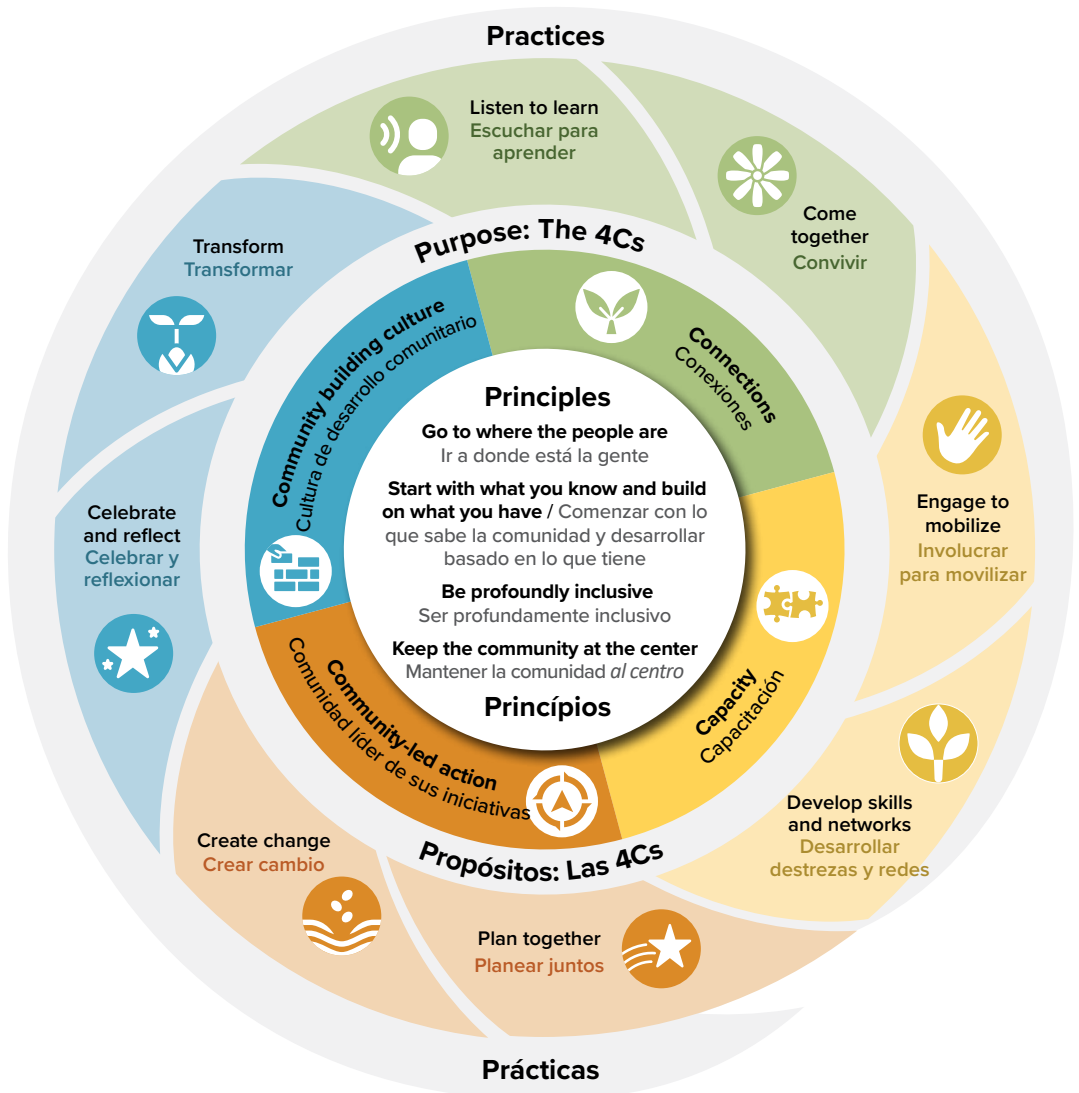 Practices
Listen to learn
Escuchar para
aprender
Come
together
Convivir
Engage to
mobilize
Involucrar
para movilizar
Develop skills
and networks
Desarrollar
destrezas y redes
Plan together
Planear juntos
Create change
Crear cambio
Celebrate
and reflect
Celebrar y
reflexionar
Transform
Transformar
Purpose: The 4Cs
Connections
Conexiones
Capacity
Capacitación
Community-led action
Comunidad líder de sus iniciativas
Community building culture
Cultura de desarrollo comunitario
Propósitos: Las 4Cs
Principles
Go to where the people are
Ir a donde está la gente
Start with what you know and build
on what you have / Comenzar con lo
que sabe la comunidad y desarrollar
basado en lo que tiene
Be profoundly inclusive
Ser profundamente inclusivo
Keep the community at the center
Mantener la comunidad al centro
Princípios
Prácticas